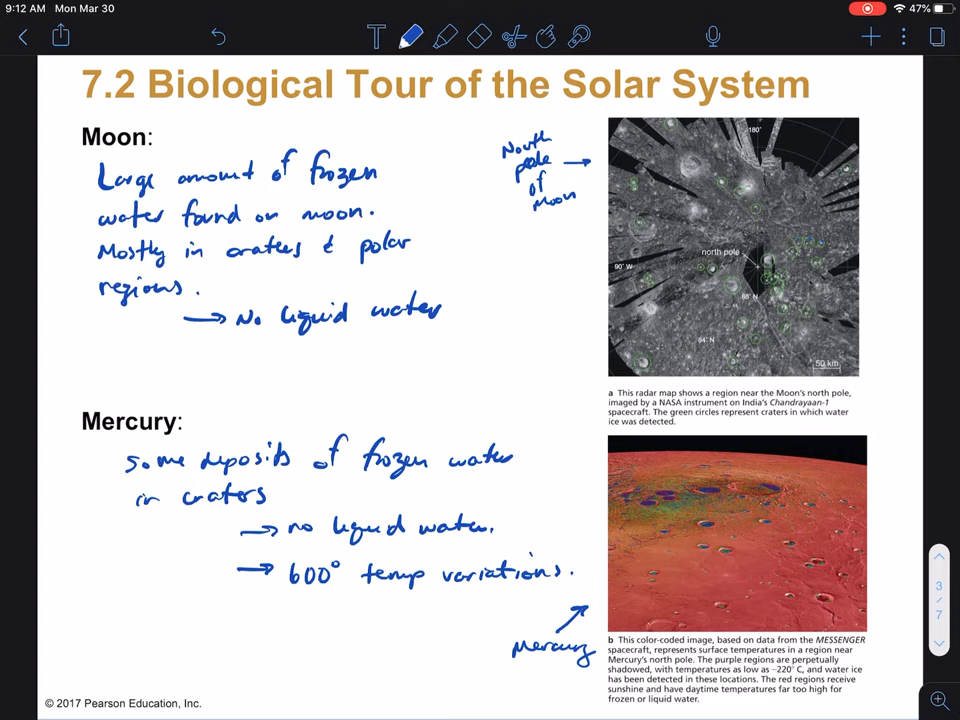 9:12 AM Mon Mar 30
47%
7.2 Biological Tour of the Solar System
Moon:
Large amount of frozen
water found on moon.
Mostly in craters & polar
regions.
→ No liquid water
North
pole →
of
Moon
180°
north pole
90° W
88° N
84° N
50 km
a This radar map shows a region near the Moon's north pole,
imaged by a NASA instrument on India's Chandrayaan-1
spacecraft. The green circles represent craters in which water
ice was detected.
Mercury:
some deposits of frozen water
in craters
→ no liquid water.
→ 600° temp variations.
Mercury
b This color-coded image, based on data from the MESSENGER
spacecraft, represents surface temperatures in a region near
Mercury's north pole. The purple regions are perpetually
shadowed, with temperatures as low as −220° C, and water ice
has been detected in these locations. The red regions receive
sunshine and have daytime temperatures far too high for
frozen or liquid water.
3
/
7
© 2017 Pearson Education, Inc.